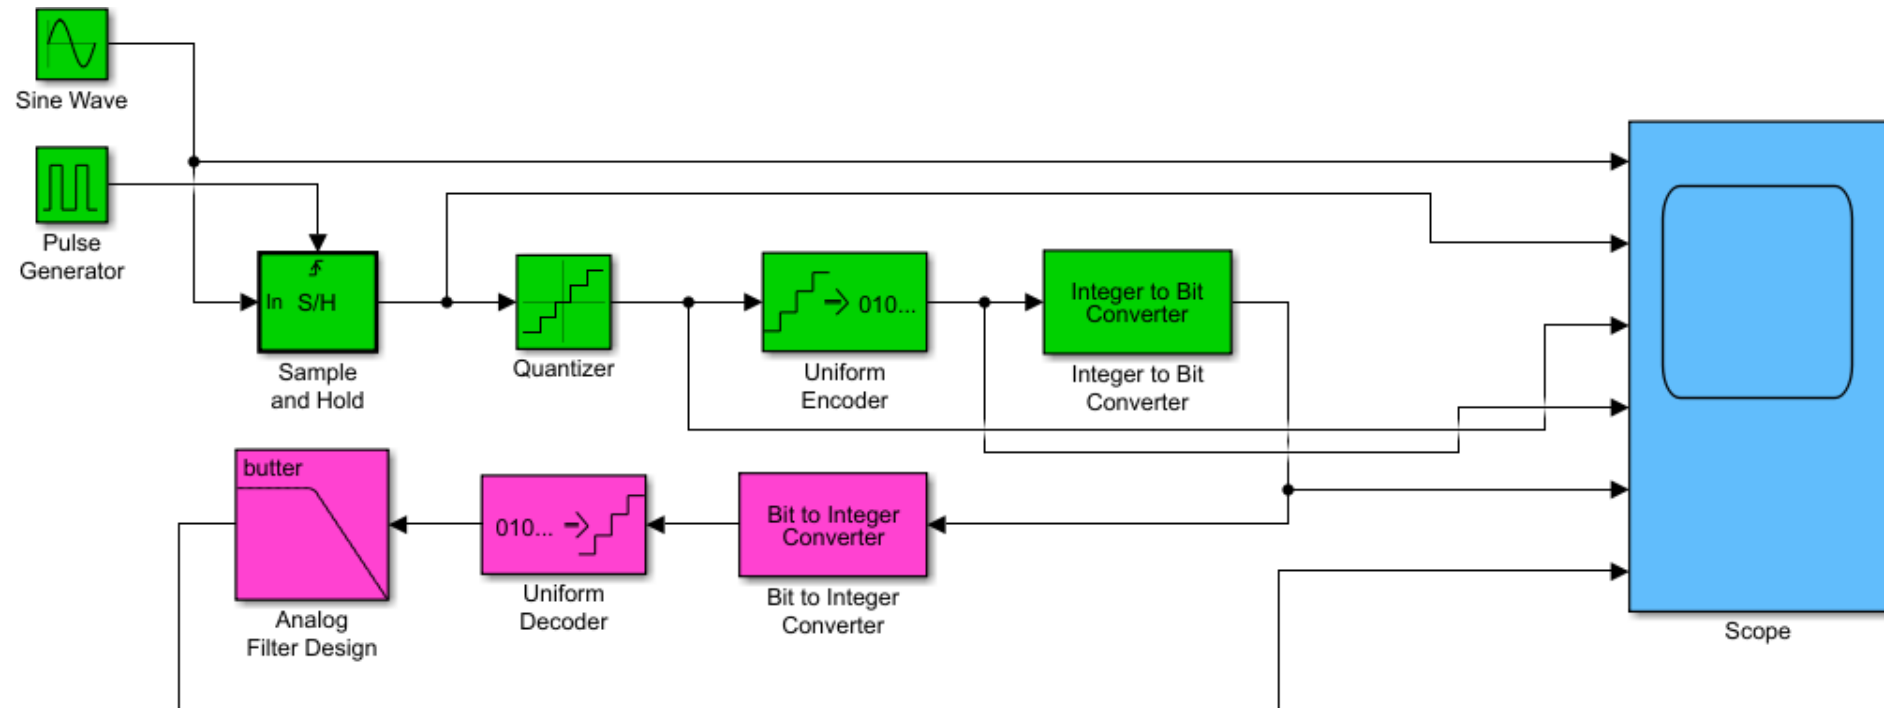 Sine Wave
Pulse
Generator
In
S/H
Sample
and Hold
Quantizer
010...
Uniform
Encoder
Integer to Bit
Converter
Integer to Bit
Converter
Scope
butter
Analog
Filter Design
010...
Uniform
Decoder
Bit to Integer
Converter
Bit to Integer
Converter